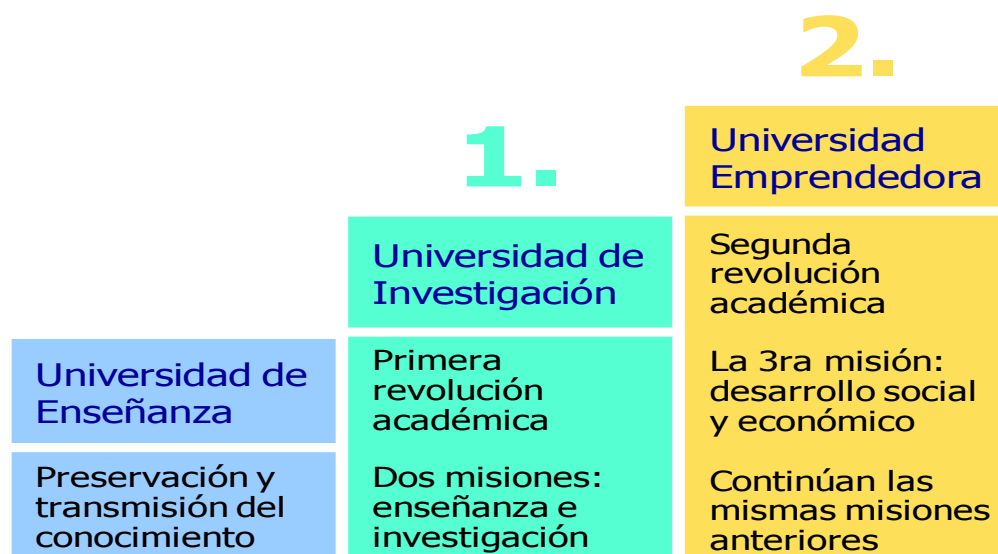 2.
Universidad
Emprendedora
Segunda
revolución
académica
La 3ra misión:
desarrollo social
y económico
Continúan las
mismas misiones
anteriores
1.
Universidad de
Investigación
Primera
revolución
académica
Dos misiones:
enseñanza e
investigación
Universidad de
Enseñanza
Preservación y
transmisión del
conocimiento